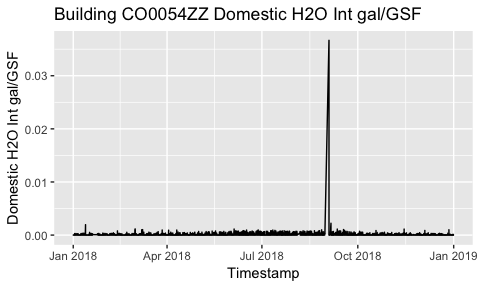 Building CO0054ZZ Domestic H2O Int gal/GSF
Domestic H2O Int gal/GSF
0.03
0.02
0.01
0.00
Jan 2018 Apr 2018 Jul 2018 Oct 2018 Jan 2019
Timestamp